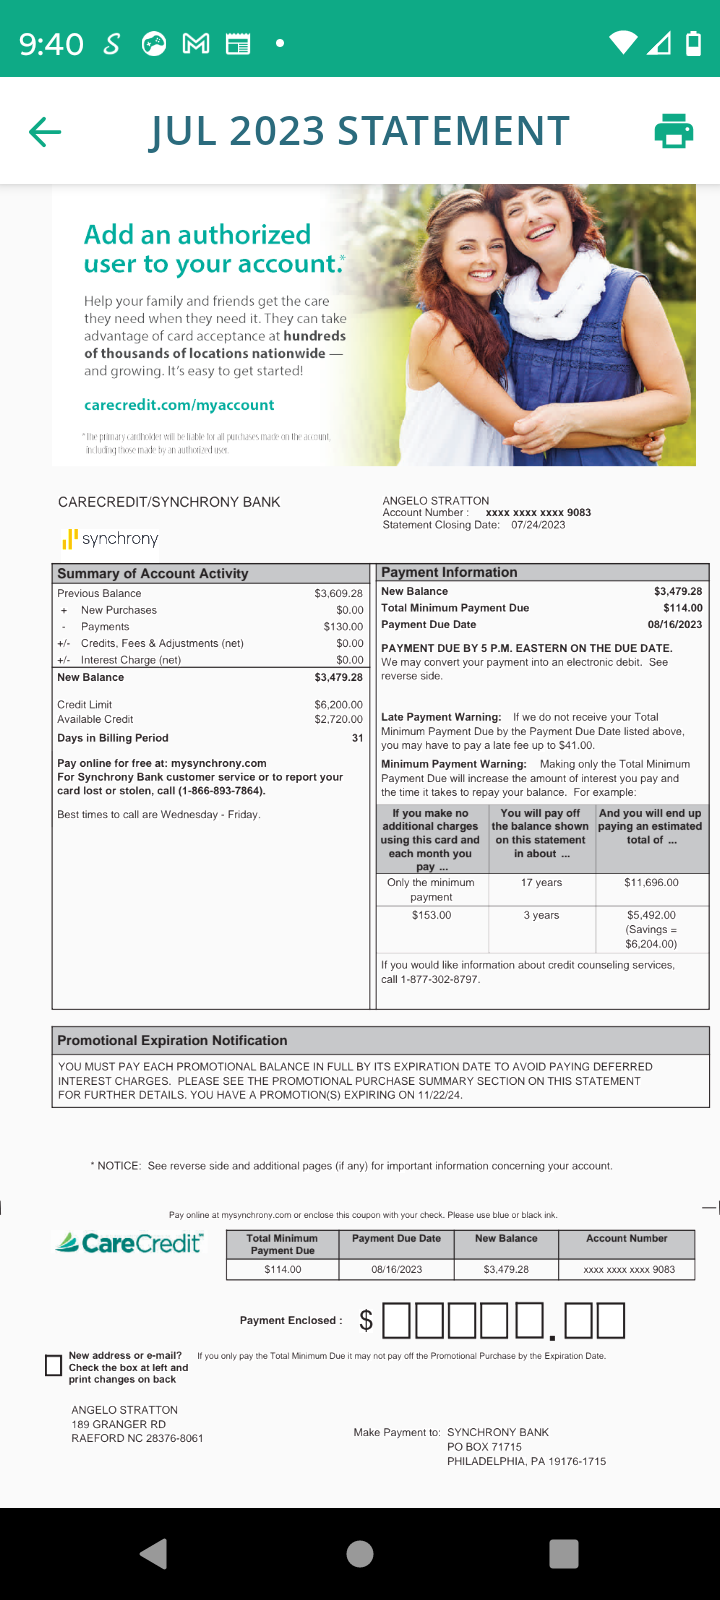 9:40
JUL 2023 STATEMENT
Add an authorized
user to your account.*
Help your family and friends get the care
they need when they need it. They can take
advantage of card acceptance at hundreds
of thousands of locations nationwide —
and growing. It's easy to get started!
carecredit.com/myaccount
*The primary cardholder will be liable for all purchases made on the account,
including those made by an authorized user.
CARECREDIT/SYNCHRONY BANK
synchrony
ANGELO STRATTON
Account Number : xxxx xxxx xxxx 9083
Statement Closing Date: 07/24/2023
Summary of Account Activity
Previous Balance $3,609.28
+ New Purchases $0.00
- Payments $130.00
+/- Credits, Fees & Adjustments (net) $0.00
+/- Interest Charge (net) $0.00
New Balance $3,479.28
Credit Limit $6,200.00
Available Credit $2,720.00
Days in Billing Period 31
Pay online for free at: mysynchrony.com
For Synchrony Bank customer service or to report your
card lost or stolen, call (1-866-893-7864).
Best times to call are Wednesday - Friday.
Payment Information
New Balance $3,479.28
Total Minimum Payment Due $114.00
Payment Due Date 08/16/2023
PAYMENT DUE BY 5 P.M. EASTERN ON THE DUE DATE.
We may convert your payment into an electronic debit. See
reverse side.
Late Payment Warning: If we do not receive your Total
Minimum Payment Due by the Payment Due Date listed above,
you may have to pay a late fee up to $41.00.
Minimum Payment Warning: Making only the Total Minimum
Payment Due will increase the amount of interest you pay and
the time it takes to repay your balance. For example:
If you make no
additional charges
using this card and
each month you
pay ...
You will pay off
the balance shown
on this statement
in about ...
And you will end up
paying an estimated
total of ...
Only the minimum
payment
17 years
$11,696.00
$153.00
3 years
$5,492.00
(Savings =
$6,204.00)
If you would like information about credit counseling services,
call 1-877-302-8797.
Promotional Expiration Notification
YOU MUST PAY EACH PROMOTIONAL BALANCE IN FULL BY ITS EXPIRATION DATE TO AVOID PAYING DEFERRED
INTEREST CHARGES. PLEASE SEE THE PROMOTIONAL PURCHASE SUMMARY SECTION ON THIS STATEMENT
FOR FURTHER DETAILS. YOU HAVE A PROMOTION(S) EXPIRING ON 11/22/24.
* NOTICE: See reverse side and additional pages (if any) for important information concerning your account.
Pay online at mysynchrony.com or enclose this coupon with your check. Please use blue or black ink.
CareCredit™
Total Minimum
Payment Due
Payment Due Date
New Balance
Account Number
$114.00 08/16/2023 $3,479.28 xxxx xxxx xxxx 9083
Payment Enclosed : $ .
New address or e-mail?
Check the box at left and
print changes on back
If you only pay the Total Minimum Due it may not pay off the Promotional Purchase by the Expiration Date.
ANGELO STRATTON
189 GRANGER RD
RAEFORD NC 28376-8061
Make Payment to: SYNCHRONY BANK
PO BOX 71715
PHILADELPHIA, PA 19176-1715